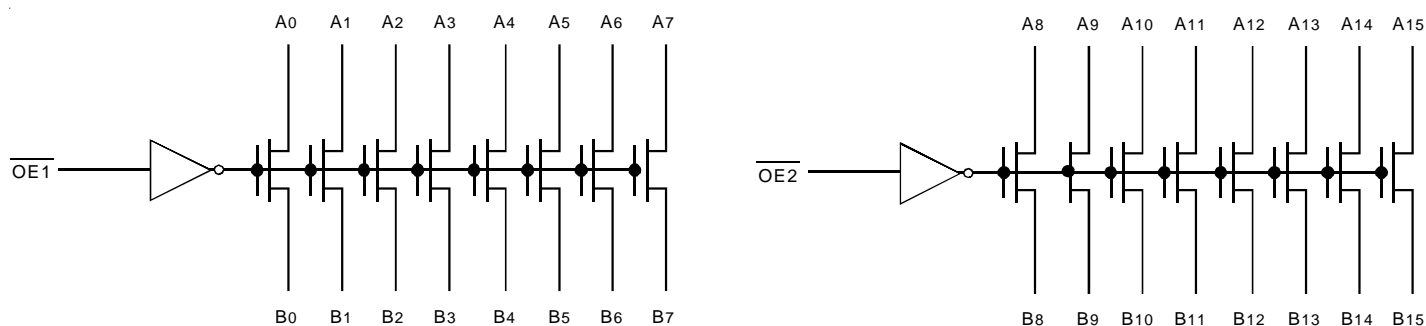 A0 A1 A2 A3 A4 A5 A6 A7
A8 A9 A10 A11 A12 A13 A14 A15
OE1
OE2
B0 B1 B2 B3 B4 B5 B6 B7
B8 B9 B10 B11 B12 B13 B14 B15